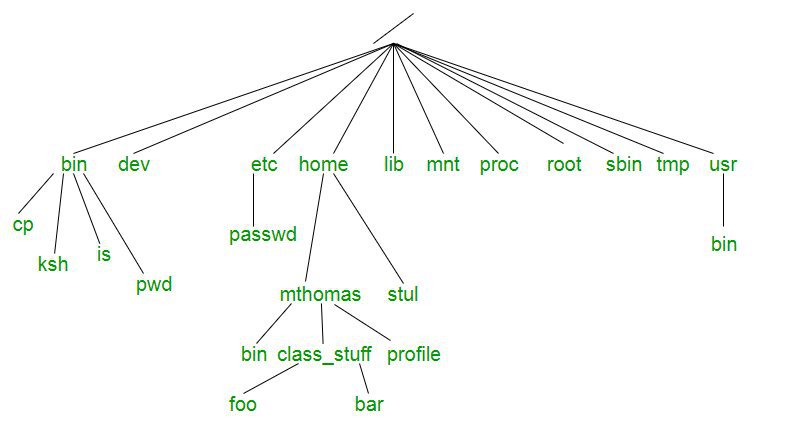 /
bin dev etc home lib mnt proc root sbin tmp usr
cp
passwd
bin
ksh
is
pwd
mthomas stul
bin class_stuff profile
foo bar